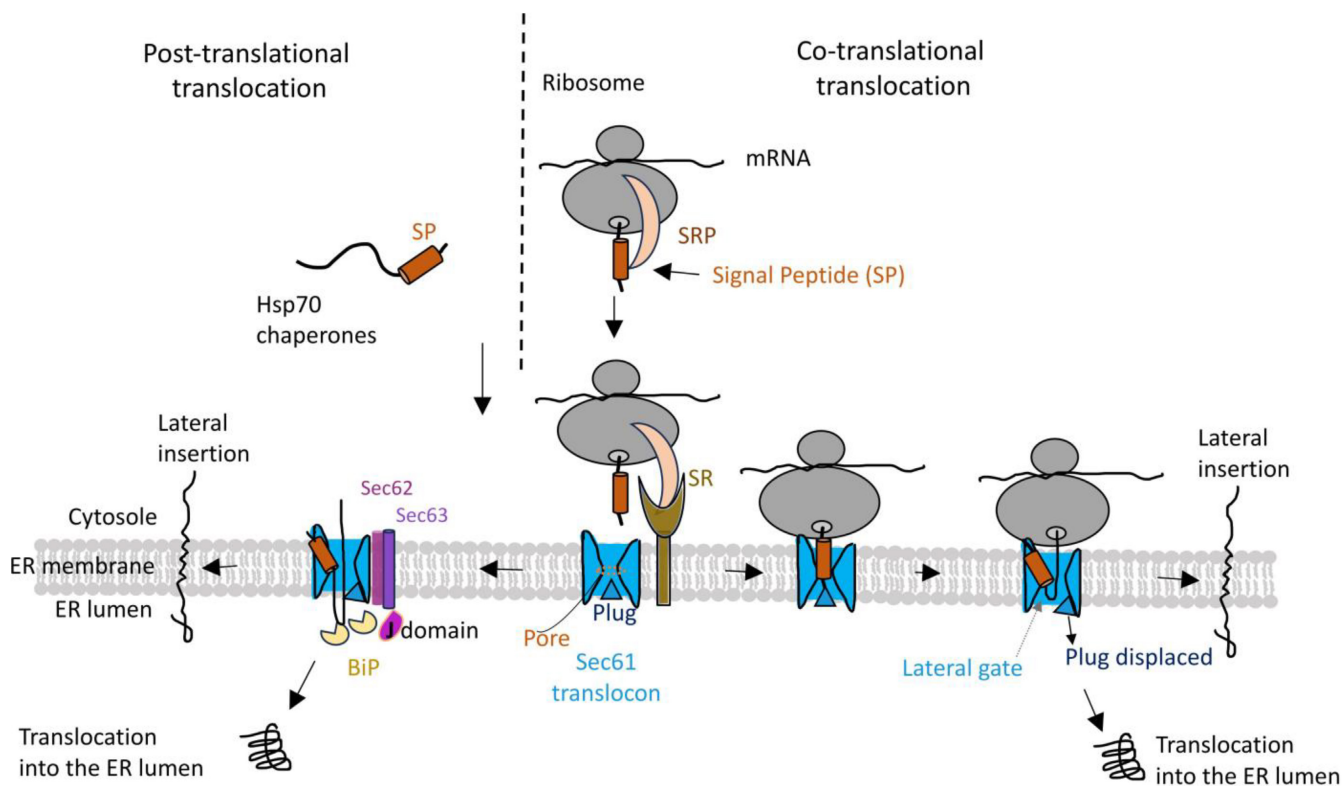 Post-translational
translocation
Co-translational
translocation
Ribosome
mRNA
SP
SRP
Signal Peptide (SP)
Hsp70
chaperones
Lateral
insertion
Sec62
Sec63
SR
Lateral
insertion
Cytosole
ER membrane
ER lumen
J domain
BiP
Plug
Pore
Sec61
translocon
Lateral gate
Plug displaced
Translocation
into the ER lumen
Translocation
into the ER lumen